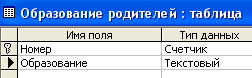 Образование родителей : таблица
Имя поля Тип данных
Номер Счетчик
Образование Текстовый